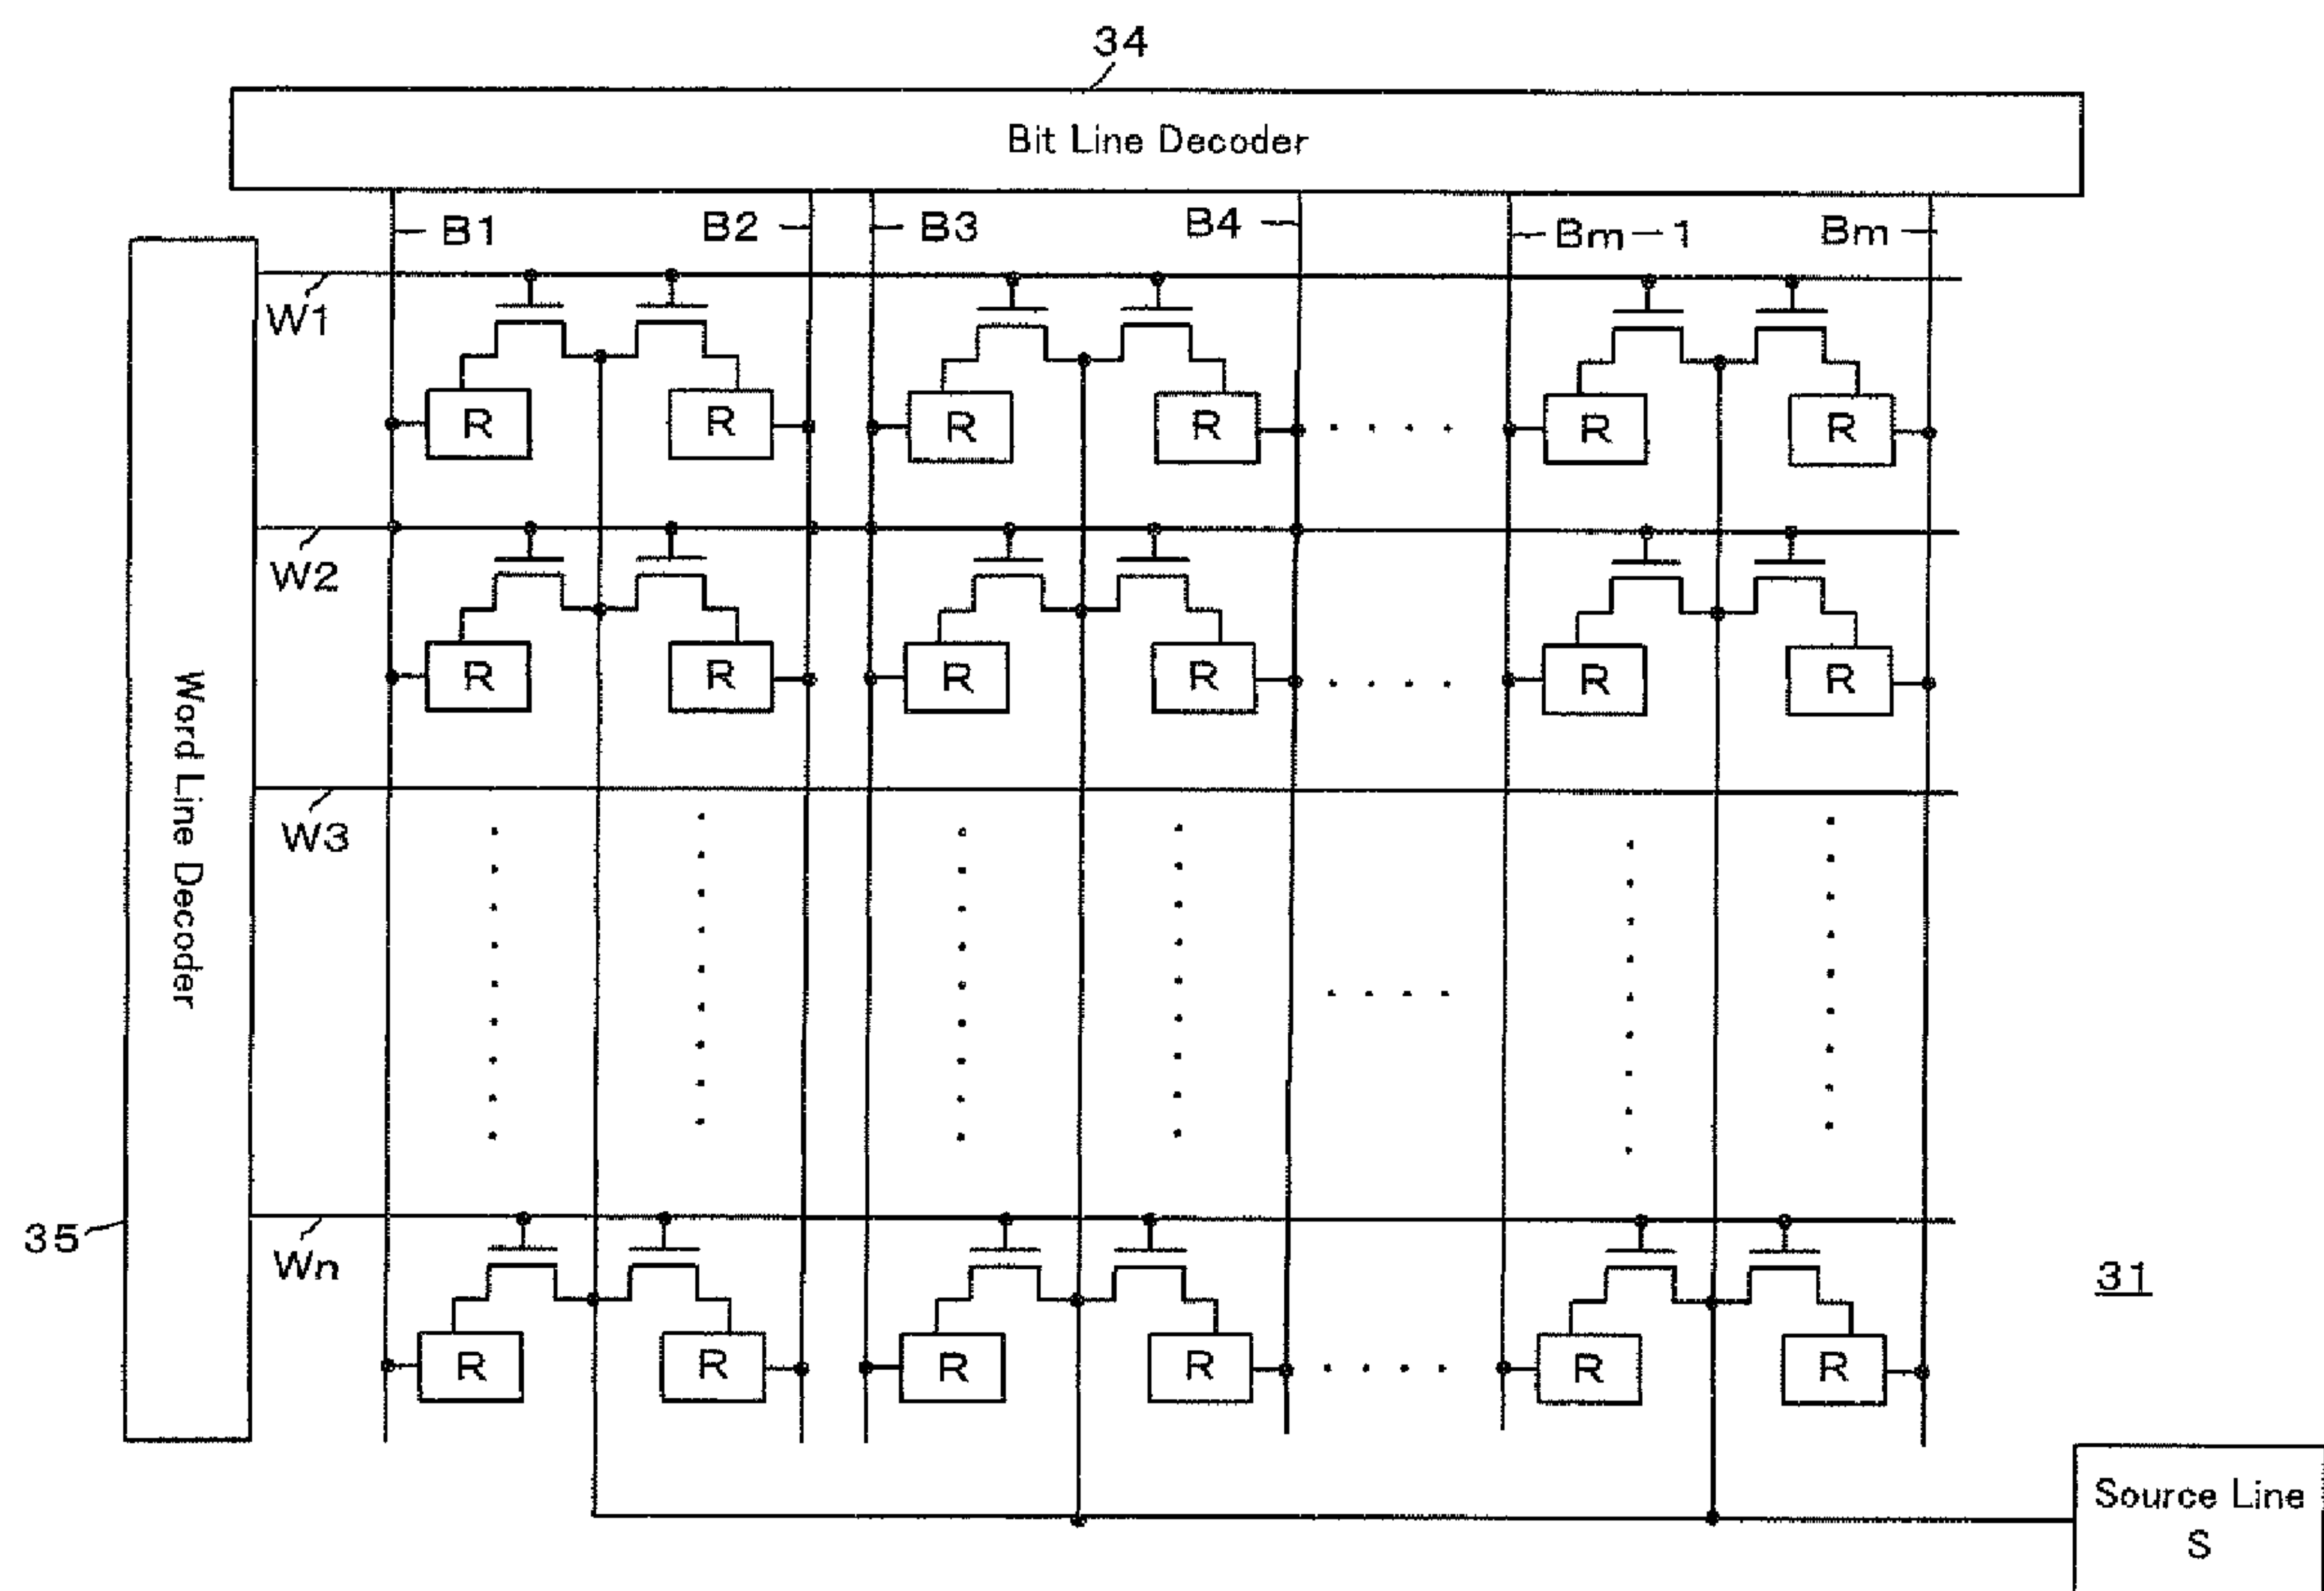 34
Bit Line Decoder
B1
B2
B3
B4
Bm-1
Bm
W1
R R R R R R
W2
R R R R R R
W3
Word Line Decoder
35
Wn
31
R R R R R R
Source Line
S